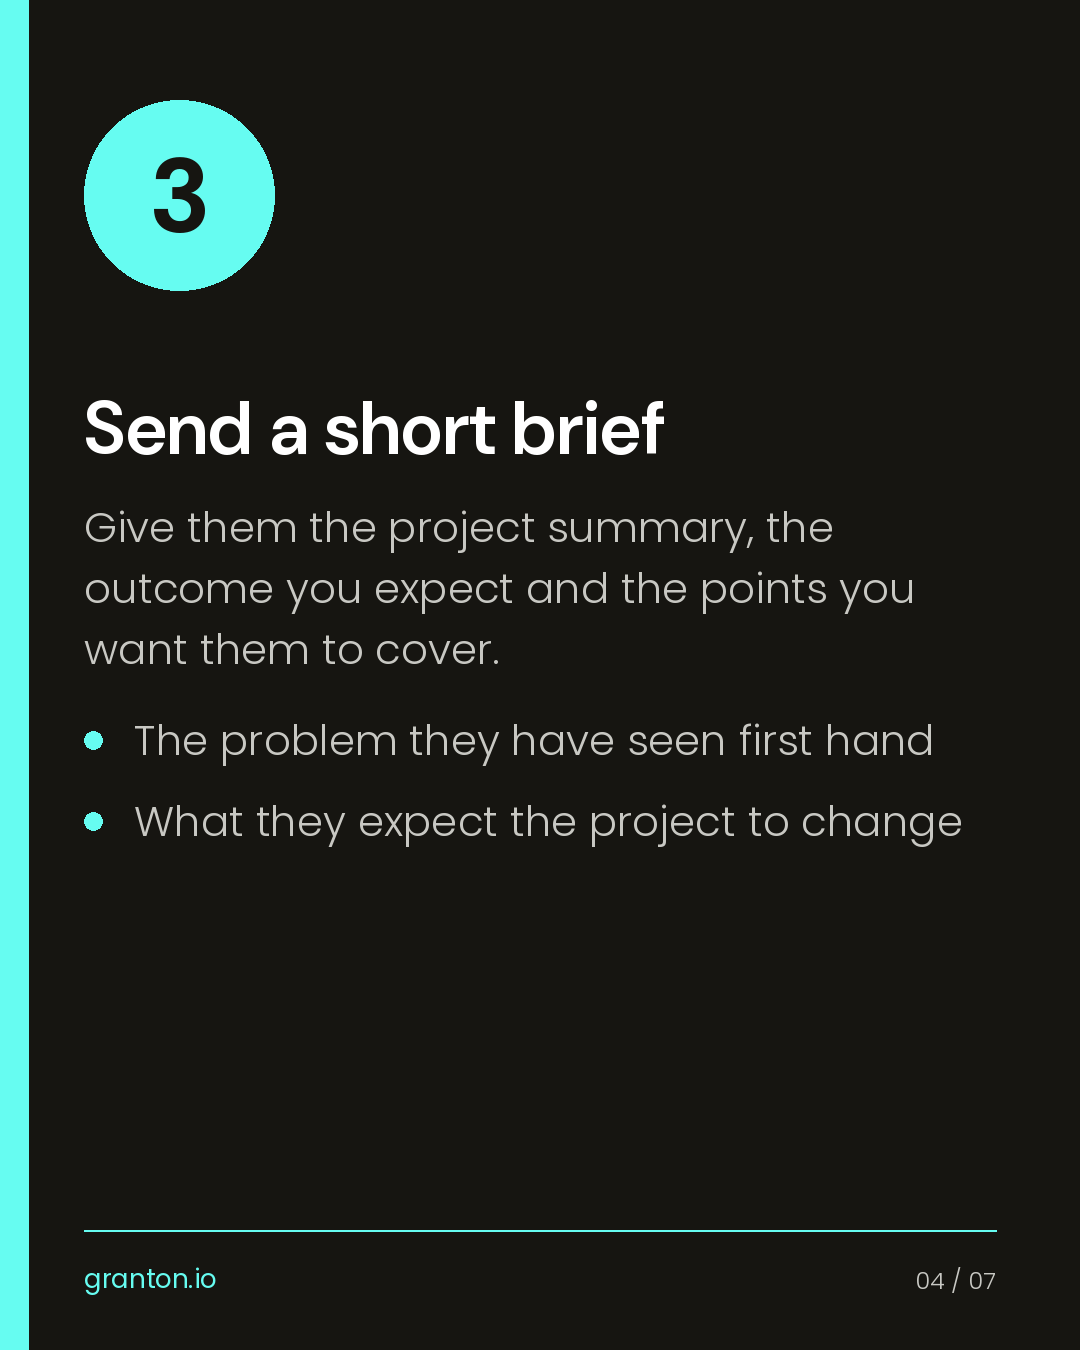 3
Send a short brief
Give them the project summary, the
outcome you expect and the points you
want them to cover.
The problem they have seen first hand
What they expect the project to change
granton.io
04 / 07